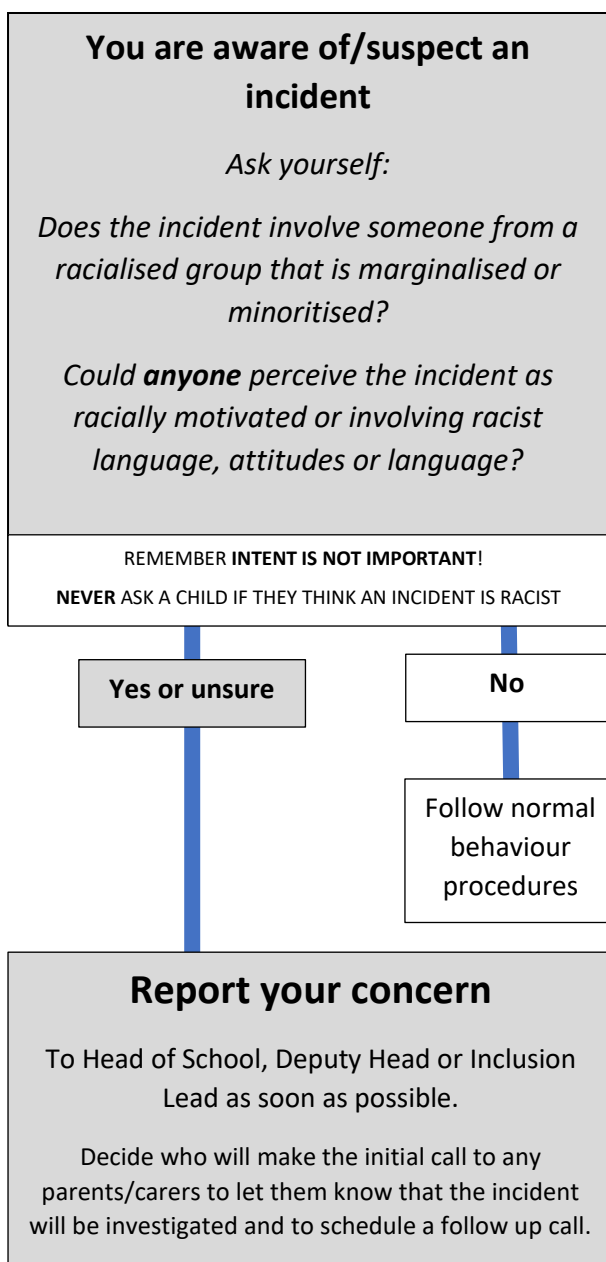 You are aware of/suspect an
incident
Ask yourself:
Does the incident involve someone from a
racialised group that is marginalised or
minoritised?
Could anyone perceive the incident as
racially motivated or involving racist
language, attitudes or language?
REMEMBER INTENT IS NOT IMPORTANT!
NEVER ASK A CHILD IF THEY THINK AN INCIDENT IS RACIST
Yes or unsure
No
Follow normal
behaviour
procedures
Report your concern
To Head of School, Deputy Head or Inclusion
Lead as soon as possible.
Decide who will make the initial call to any
parents/carers to let them know that the incident
will be investigated and to schedule a follow up call.